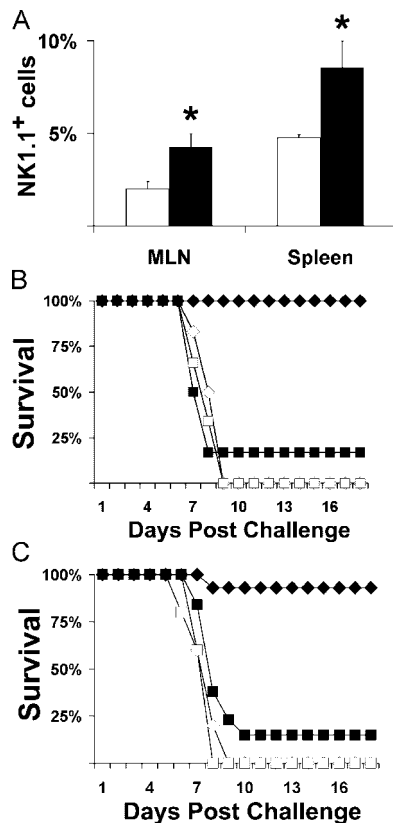 A
10%
5%
NK1.1+ cells
*
*
MLN Spleen
B
100%
75%
50%
25%
Survival
1 4 7 10 13 16
Days Post Challenge
C
100%
75%
50%
25%
Survival
1 4 7 10 13 16
Days Post Challenge